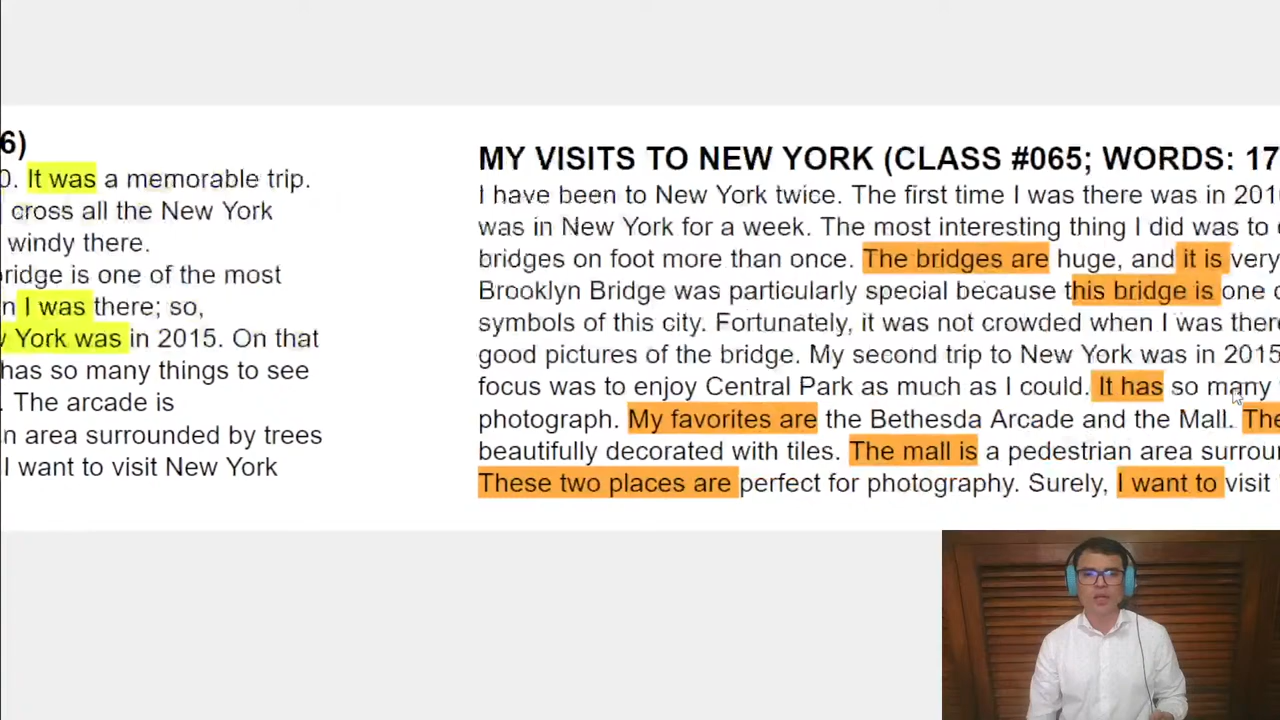 6)
0. It was a memorable trip.
cross all the New York
windy there.
ridge is one of the most
n I was there; so,
York was in 2015. On that
has so many things to see
. The arcade is
n area surrounded by trees
I want to visit New York
MY VISITS TO NEW YORK (CLASS #065; WORDS: 17
I have been to New York twice. The first time I was there was in 201
was in New York for a week. The most interesting thing I did was to
bridges on foot more than once. The bridges are huge, and it is very
Brooklyn Bridge was particularly special because this bridge is one
symbols of this city. Fortunately, it was not crowded when I was there
good pictures of the bridge. My second trip to New York was in 2015
focus was to enjoy Central Park as much as I could. It has so many
photograph. My favorites are the Bethesda Arcade and the Mall. The
beautifully decorated with tiles. The mall is a pedestrian area surrou
These two places are perfect for photography. Surely, I want to visit